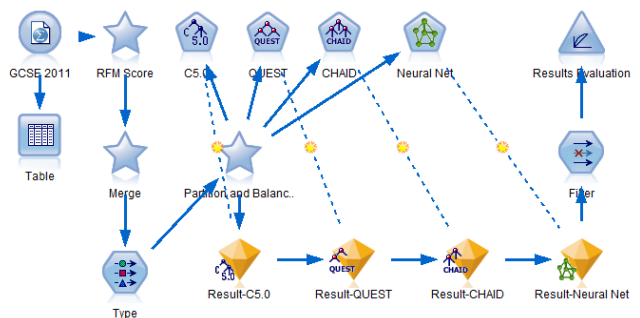 C 5.0
QUEST
CHAID
GCSE 2011
RFM Score
C5.0
QUEST
CHAID
Neural Net
Results Evaluation
Table
Merge
Partition and Balanc..
Filter
C 5.0
QUEST
CHAID
Type
Result-C5.0
Result-QUEST
Result-CHAID
Result-Neural Net